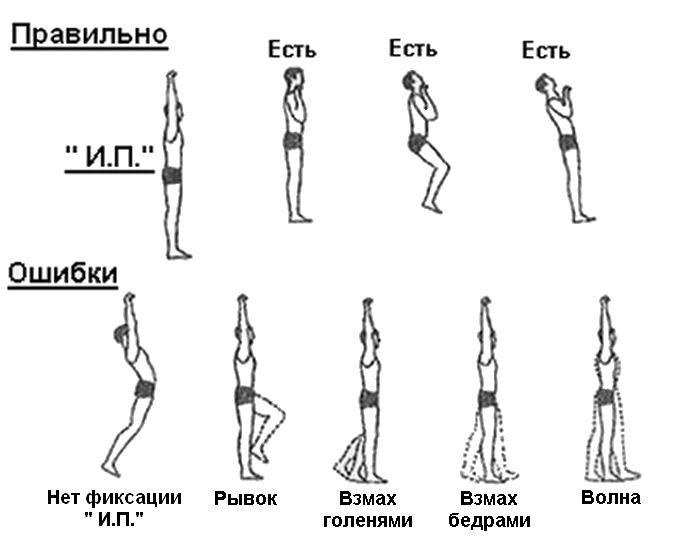 Правильно
Есть
Есть
Есть
" И.П."
Ошибки
Нет фиксации
" И.П."
Рывок
Взмах
голенями
Взмах
бедрами
Волна